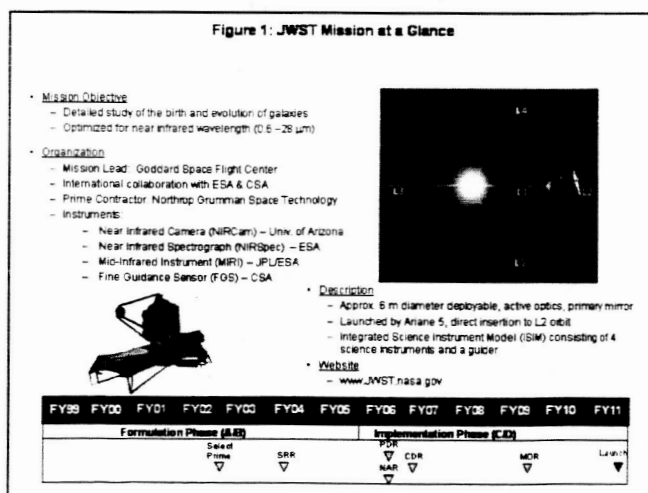 Figure 1: JWST Mission at a Glance
• Mission Objective
– Detailed study of the birth and evolution of galaxies
– Optimized for near infrared wavelength (0.6 –28 µm)
• Organization
– Mission Lead: Goddard Space Flight Center
– International collaboration with ESA & CSA
– Prime Contractor: Northrop Grumman Space Technology
– Instruments:
– Near Infrared Camera (NIRCam) – Univ. of Arizona
– Near Infrared Spectrograph (NIRSpec) – ESA
– Mid-Infrared Instrument (MIRI) – JPL/ESA
– Fine Guidance Sensor (FGS) – CSA
L4
• Description
– Approx. 6 m diameter deployable, active optics, primary mirror
– Launched by Ariane 5, direct insertion to L2 orbit
– Integrated Science Instrument Model (ISIM) consisting of 4
science instruments and a guider
• Website
– www.JWST.nasa.gov
FY99 FY00 FY01 FY02 FY03 FY04 FY05 FY06 FY07 FY08 FY09 FY10 FY11
Formulation Phase (A/B) Implementation Phase (C/D)
Select
Prime
SRR
PDR
NAR
CDR
MOR
Launch